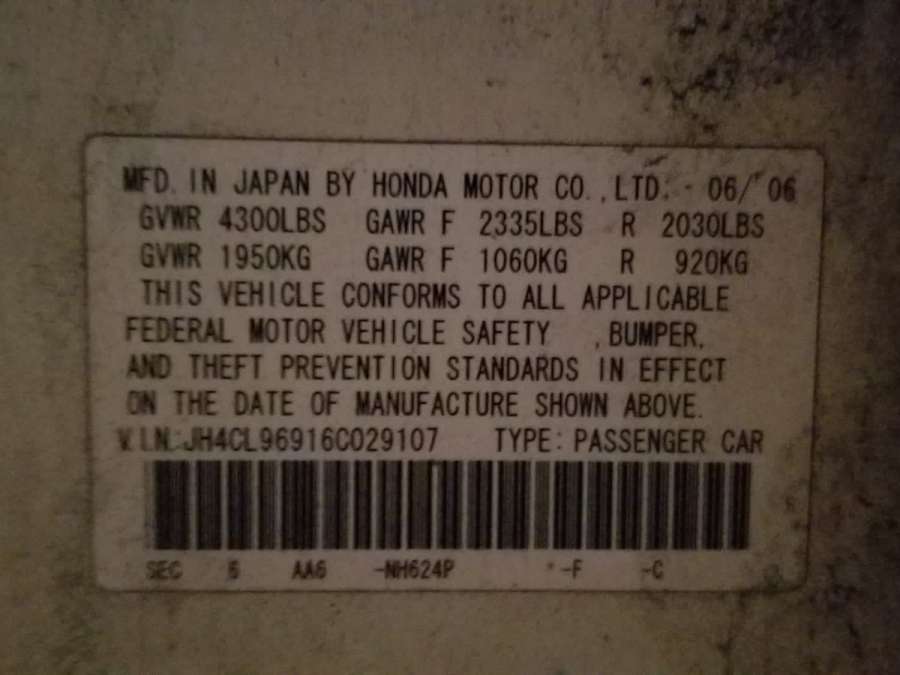 MFD. IN JAPAN BY HONDA MOTOR CO.,LTD. 06/'06
GVWR 4300LBS GAWR F 2335LBS R 2030LBS
GVWR 1950KG GAWR F 1060KG R 920KG
THIS VEHICLE CONFORMS TO ALL APPLICABLE
FEDERAL MOTOR VEHICLE SAFETY ,BUMPER,
AND THEFT PREVENTION STANDARDS IN EFFECT
ON THE DATE OF MANUFACTURE SHOWN ABOVE.
V.I.N.:JH4CL96916C029107 TYPE: PASSENGER CAR
SEC 6 AA6 -NH624P -F -C